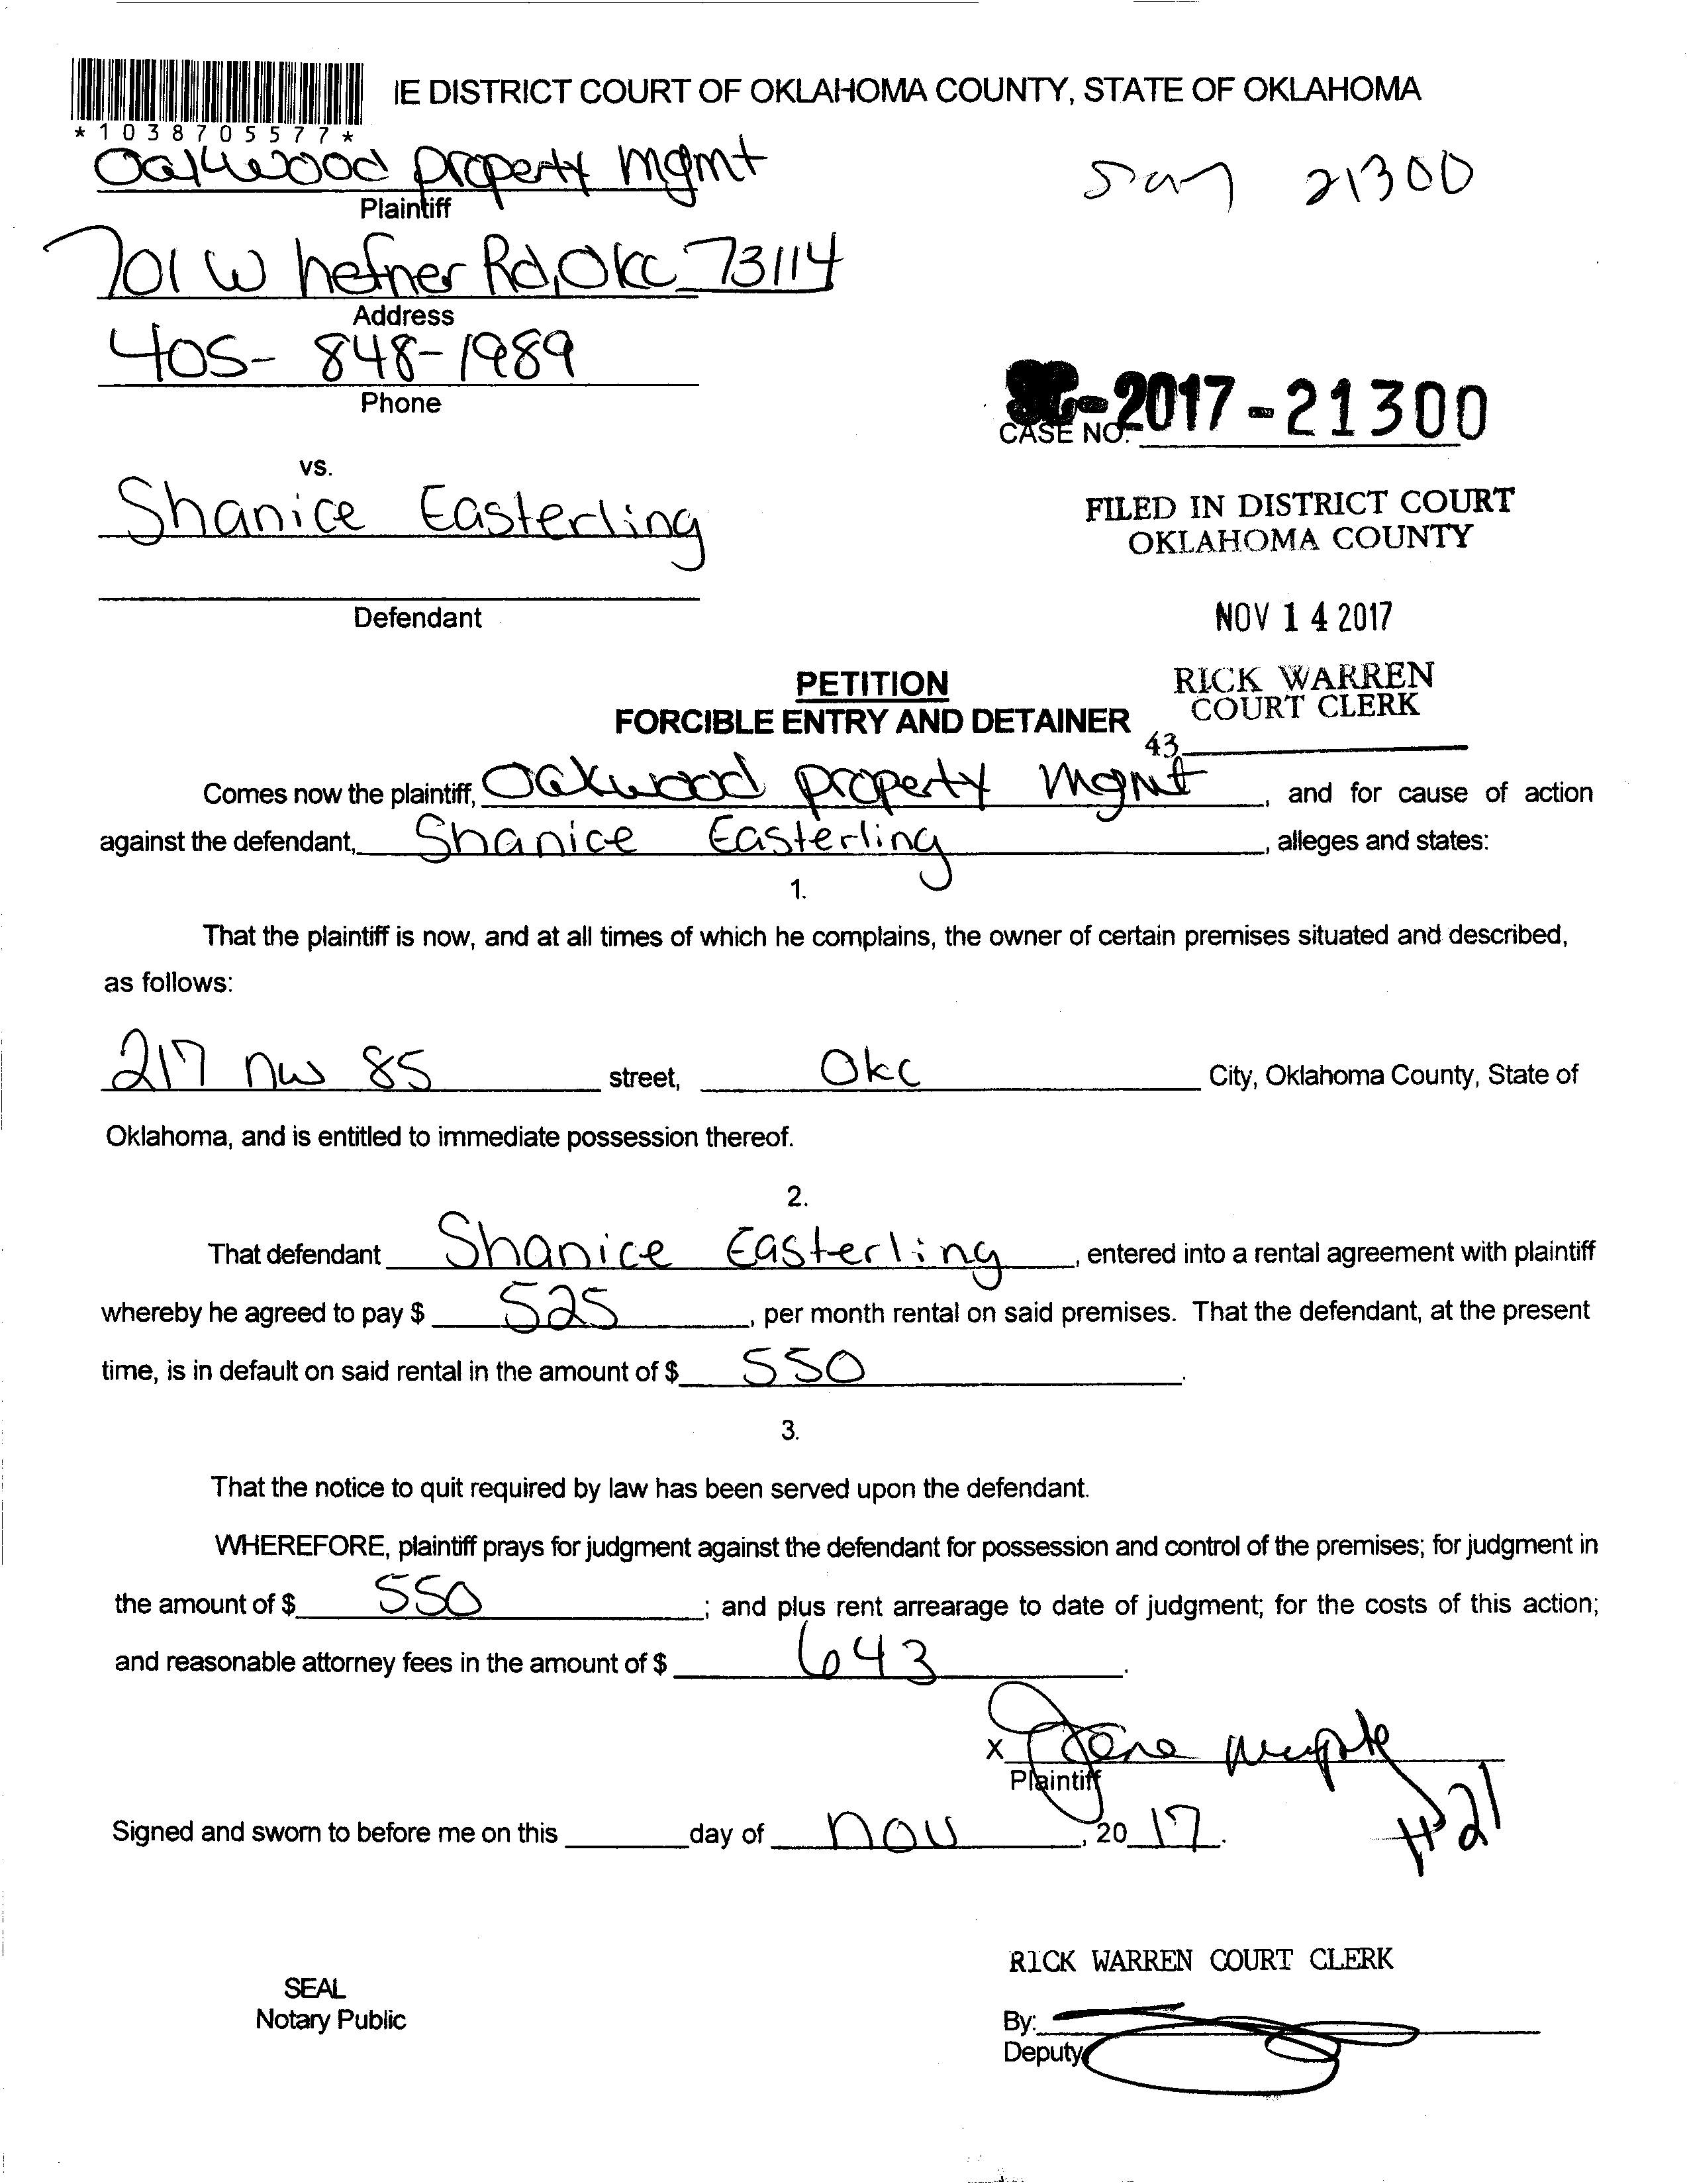 IE DISTRICT COURT OF OKLAHOMA COUNTY, STATE OF OKLAHOMA
*1038705577*
Oakwood property mgmt
21300
Plaintiff
701 W hefner Rd, Okc 73114
Address
405-848-1989
Phone
CASE NO. -2017-21300
vs.
Shanice Easterling
Defendant
FILED IN DISTRICT COURT
OKLAHOMA COUNTY
NOV 14 2017
RICK WARREN
COURT CLERK
43
PETITION
FORCIBLE ENTRY AND DETAINER
Comes now the plaintiff, Oakwood property Mgmt, and for cause of action
against the defendant, Shanice Easterling, alleges and states:
1.
That the plaintiff is now, and at all times of which he complains, the owner of certain premises situated and described,
as follows:
217 nw 85 street, Okc City, Oklahoma County, State of
Oklahoma, and is entitled to immediate possession thereof.
2.
That defendant Shanice Easterling, entered into a rental agreement with plaintiff
whereby he agreed to pay $ 525, per month rental on said premises. That the defendant, at the present
time, is in default on said rental in the amount of $ 550.
3.
That the notice to quit required by law has been served upon the defendant.
WHEREFORE, plaintiff prays for judgment against the defendant for possession and control of the premises; for judgment in
the amount of $ 550; and plus rent arrearage to date of judgment; for the costs of this action;
and reasonable attorney fees in the amount of $ 643.
X
Plaintiff
Signed and sworn to before me on this day of nov, 2017.
#21
RICK WARREN COURT CLERK
SEAL
Notary Public
By:
Deputy